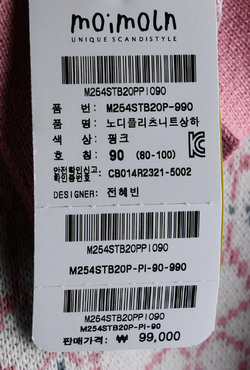 moimoln
UNIQUE SCANDISTYLE
M254STB20PPI090
품 번: M254STB20P-990
품 명: 노디플리츠니트상하
색 상: 핑크
호 칭: 90 (80-100)
안전확인신고
확인증번호 : CB014R2321-5002
DESIGNER: 전혜빈
M254STB20PPI090
M254STB20P-PI-90-990
M254STB20PPI090
M254STB20P-PI-90
판매가격: ₩ 99,000